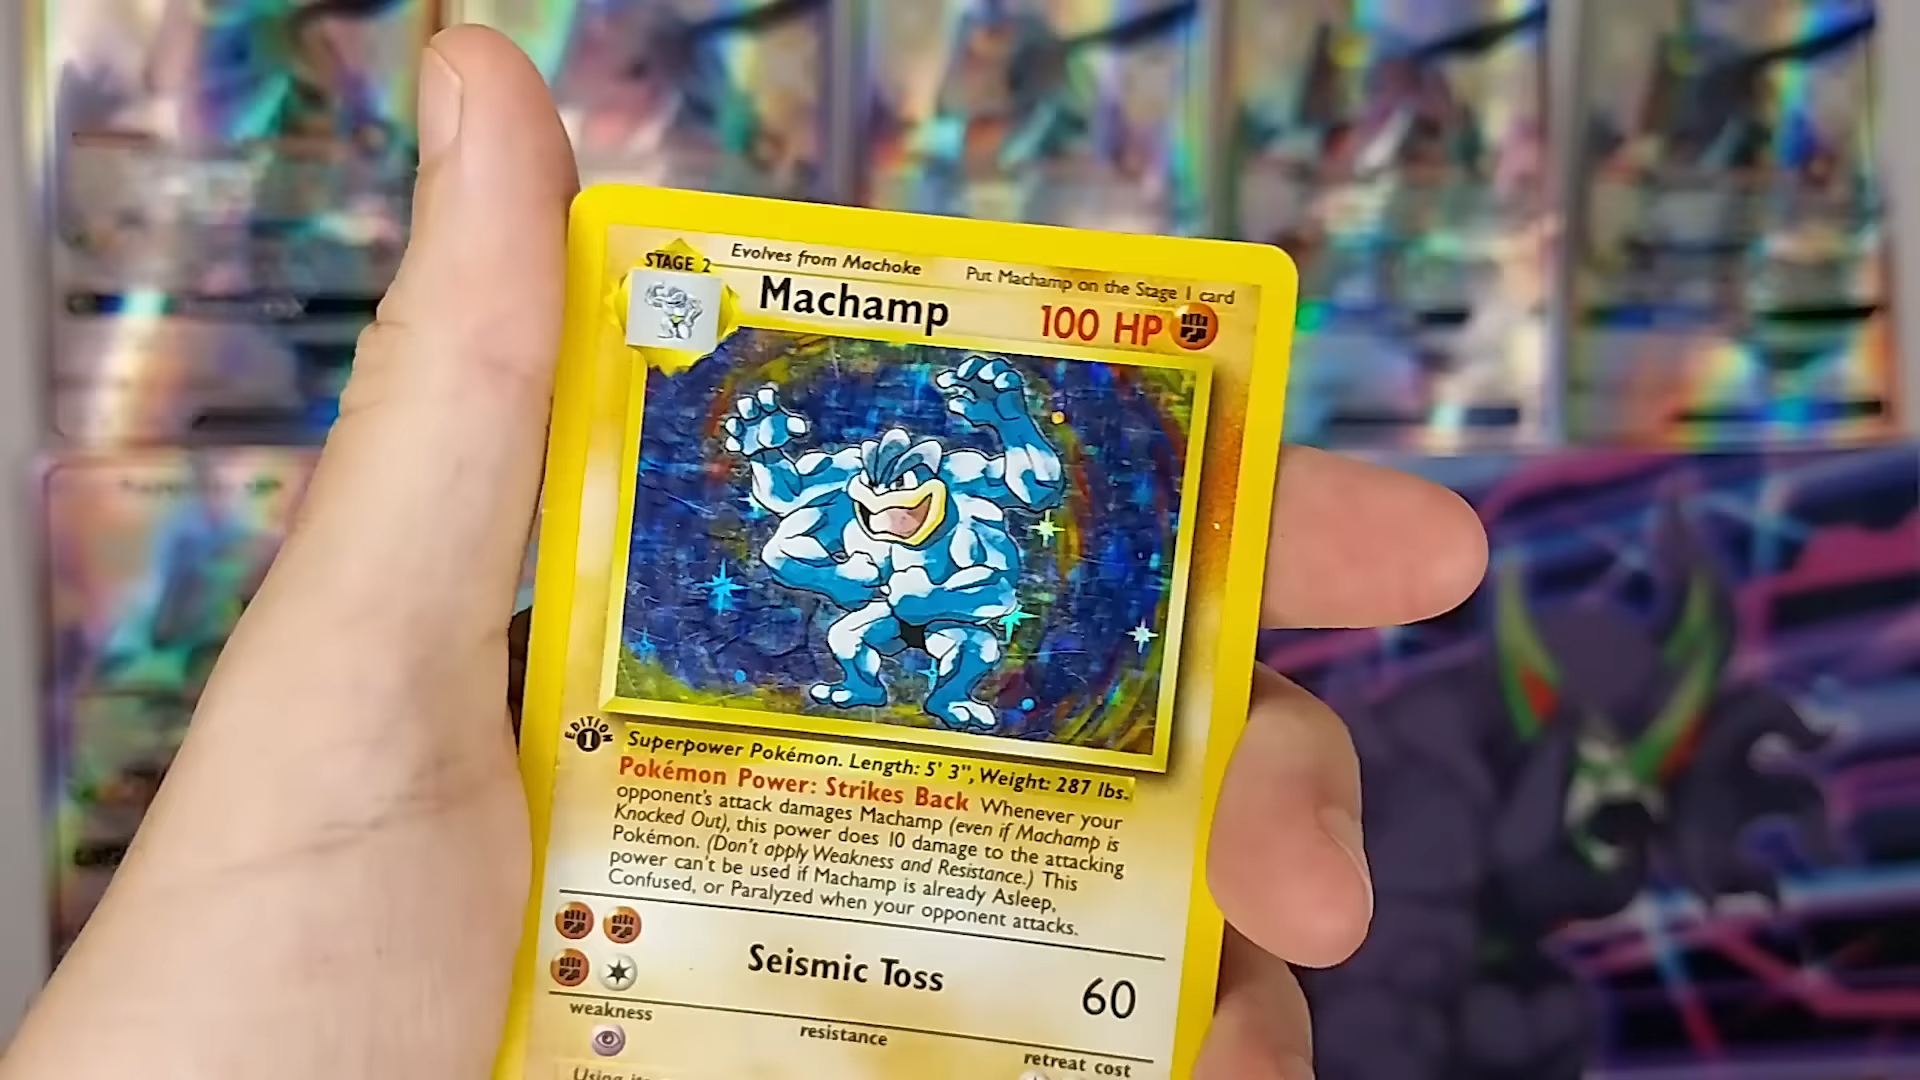 STAGE 2
Evolves from Machoke
Put Machamp on the Stage 1 card
Machamp
100 HP
EDITION
1
Superpower Pokémon. Length: 5' 3", Weight: 287 lbs.
Pokémon Power: Strikes Back Whenever your
opponent's attack damages Machamp (even if Machamp is
Knocked Out), this power does 10 damage to the attacking
Pokémon. (Don't apply Weakness and Resistance.) This
power can't be used if Machamp is already Asleep,
Confused, or Paralyzed when your opponent attacks.
Seismic Toss
60
weakness
resistance
retreat cost
Using